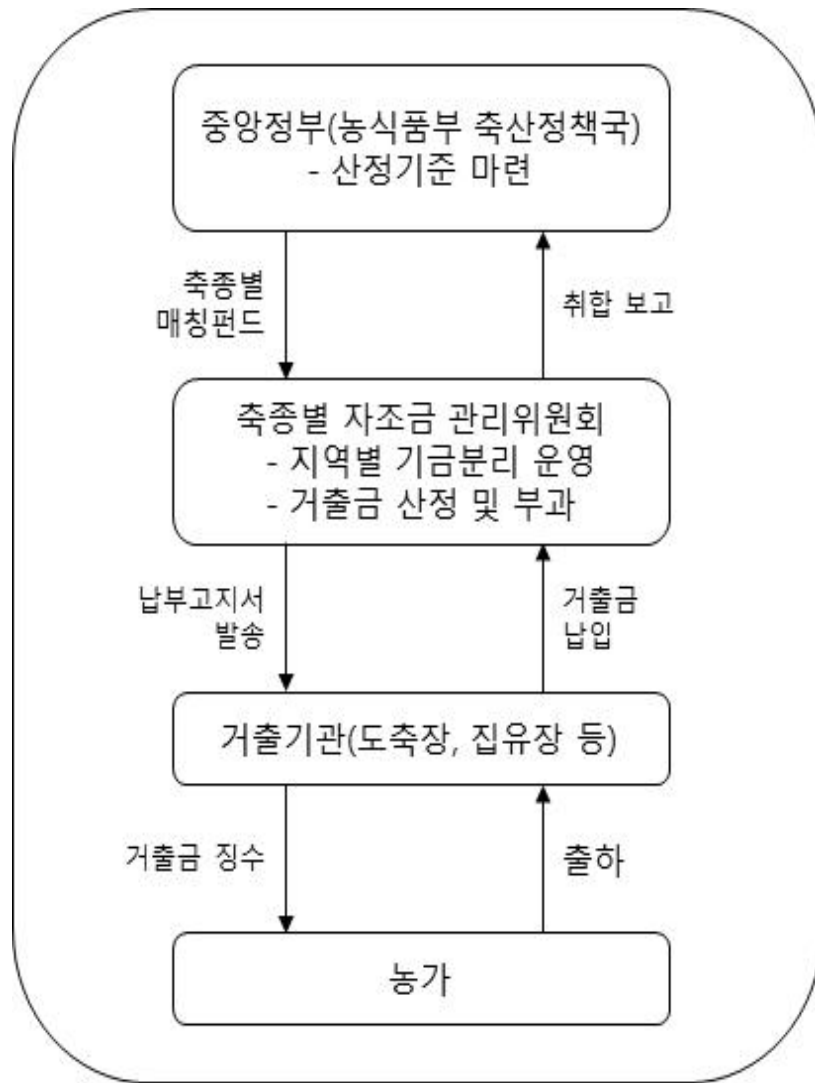 중앙정부(농식품부 축산정책국)
- 산정기준 마련
축종별
매칭펀드
취합 보고
축종별 자조금 관리위원회
- 지역별 기금분리 운영
- 거출금 산정 및 부과
납부고지서
발송
거출금
납입
거출기관(도축장, 집유장 등)
거출금 징수
출하
농가